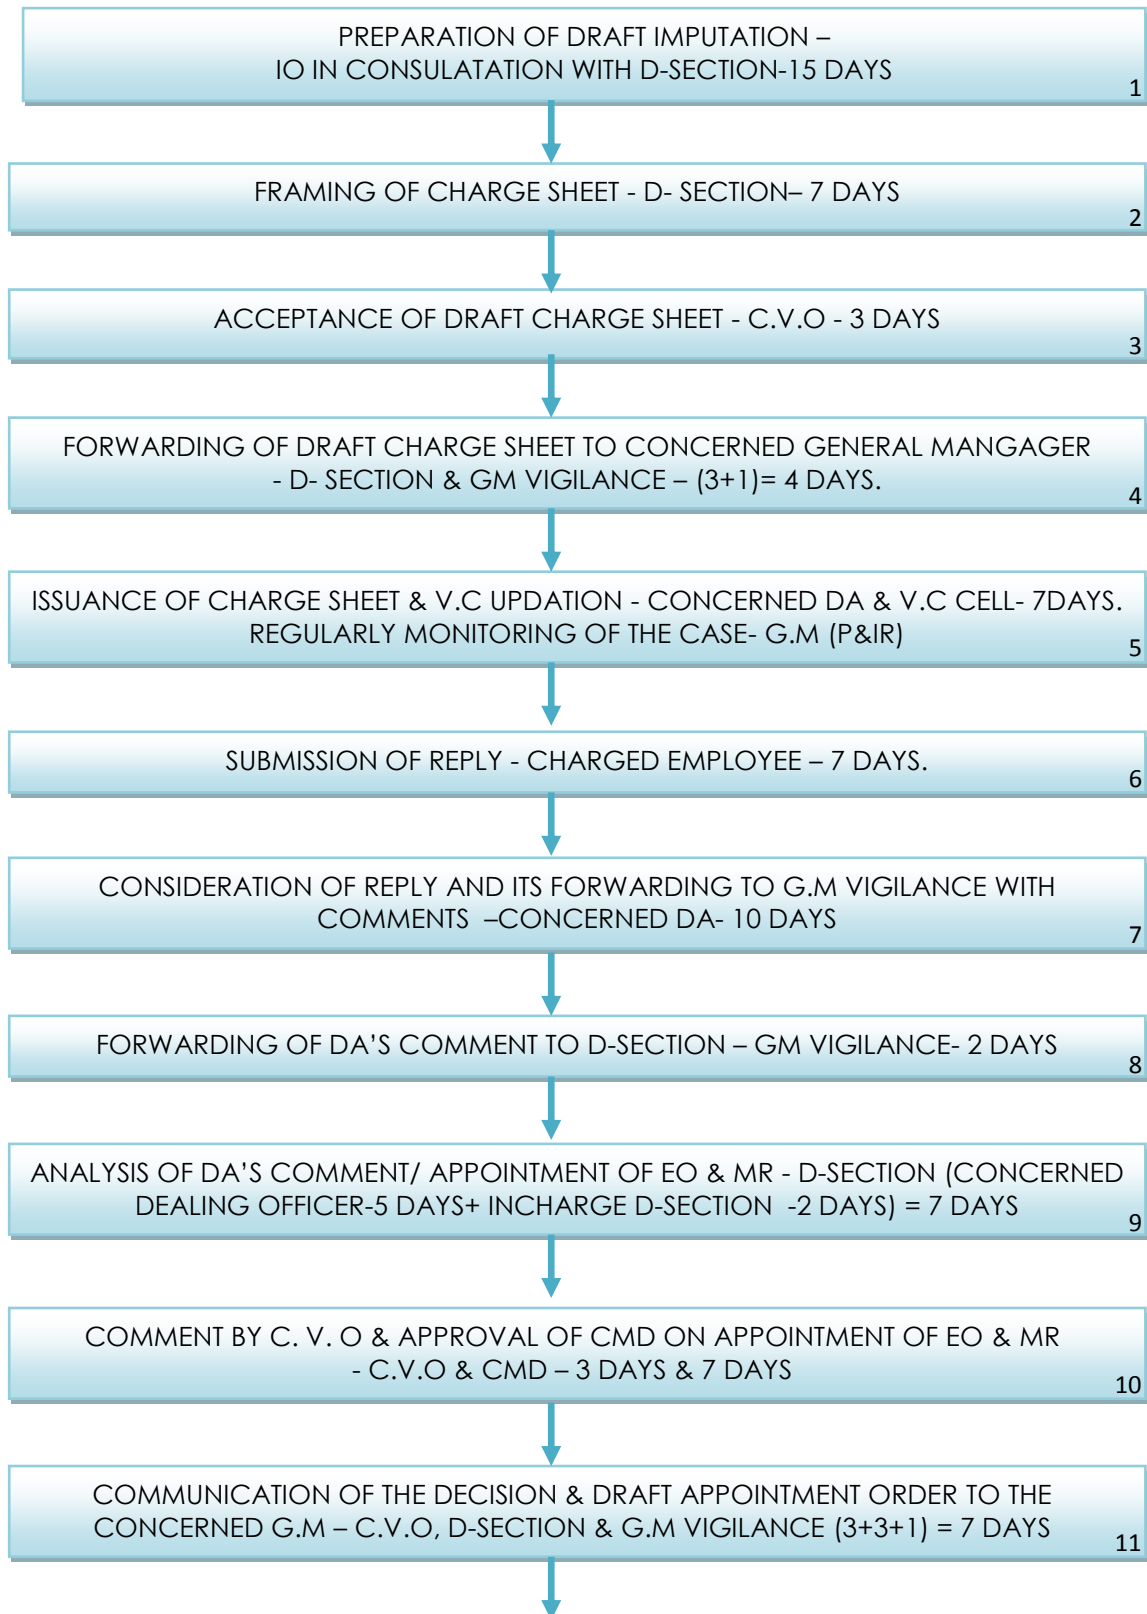 PREPARATION OF DRAFT IMPUTATION –
IO IN CONSULATATION WITH D-SECTION-15 DAYS
1
FRAMING OF CHARGE SHEET - D- SECTION– 7 DAYS
2
ACCEPTANCE OF DRAFT CHARGE SHEET - C.V.O - 3 DAYS
3
FORWARDING OF DRAFT CHARGE SHEET TO CONCERNED GENERAL MANGAGER
- D- SECTION & GM VIGILANCE – (3+1)= 4 DAYS.
4
ISSUANCE OF CHARGE SHEET & V.C UPDATION - CONCERNED DA & V.C CELL- 7DAYS.
REGULARLY MONITORING OF THE CASE- G.M (P&IR)
5
SUBMISSION OF REPLY - CHARGED EMPLOYEE – 7 DAYS.
6
CONSIDERATION OF REPLY AND ITS FORWARDING TO G.M VIGILANCE WITH
COMMENTS –CONCERNED DA- 10 DAYS
7
FORWARDING OF DA’S COMMENT TO D-SECTION – GM VIGILANCE- 2 DAYS
8
ANALYSIS OF DA’S COMMENT/ APPOINTMENT OF EO & MR - D-SECTION (CONCERNED
DEALING OFFICER-5 DAYS+ INCHARGE D-SECTION -2 DAYS) = 7 DAYS
9
COMMENT BY C. V. O & APPROVAL OF CMD ON APPOINTMENT OF EO & MR
- C.V.O & CMD – 3 DAYS & 7 DAYS
10
COMMUNICATION OF THE DECISION & DRAFT APPOINTMENT ORDER TO THE
CONCERNED G.M – C.V.O, D-SECTION & G.M VIGILANCE (3+3+1) = 7 DAYS
11